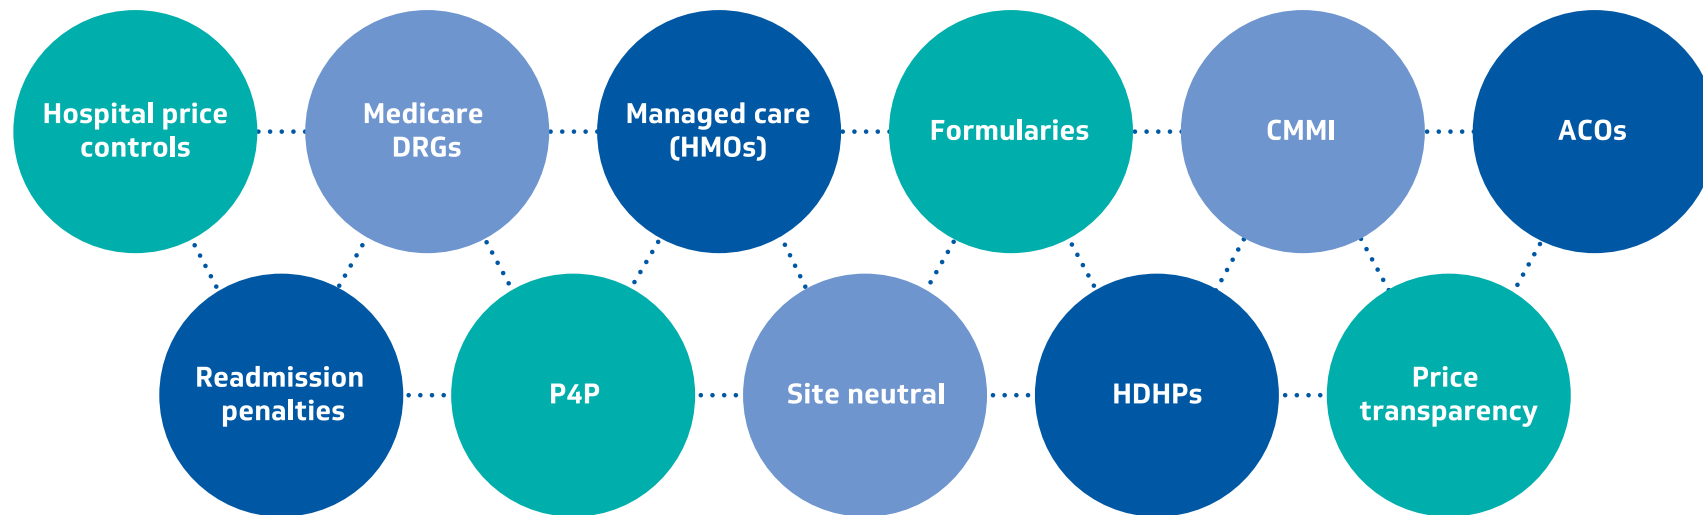 Hospital price
controls
Medicare
DRGs
Managed care
(HMOs)
Formularies
CMMI
ACOs
Readmission
penalties
P4P
Site neutral
HDHPs
Price
transparency